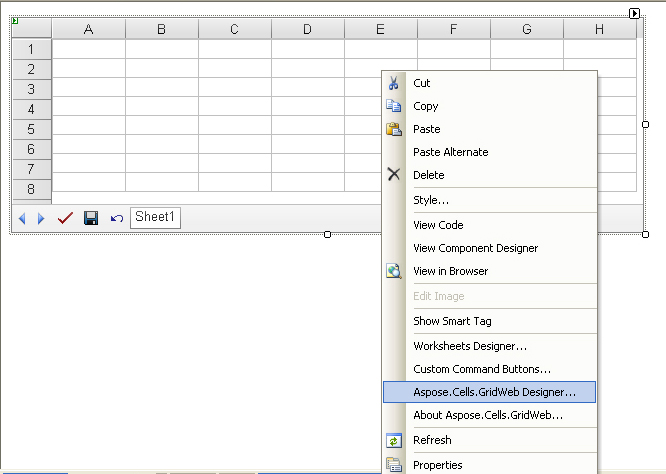 A B C D E F G H
1
2
3
4
5
6
7
8
Sheet1
Cut
Copy
Paste
Paste Alternate
Delete
Style...
View Code
View Component Designer
View in Browser
Edit Image
Show Smart Tag
Worksheets Designer...
Custom Command Buttons...
Aspose.Cells.GridWeb Designer...
About Aspose.Cells.GridWeb...
Refresh
Properties